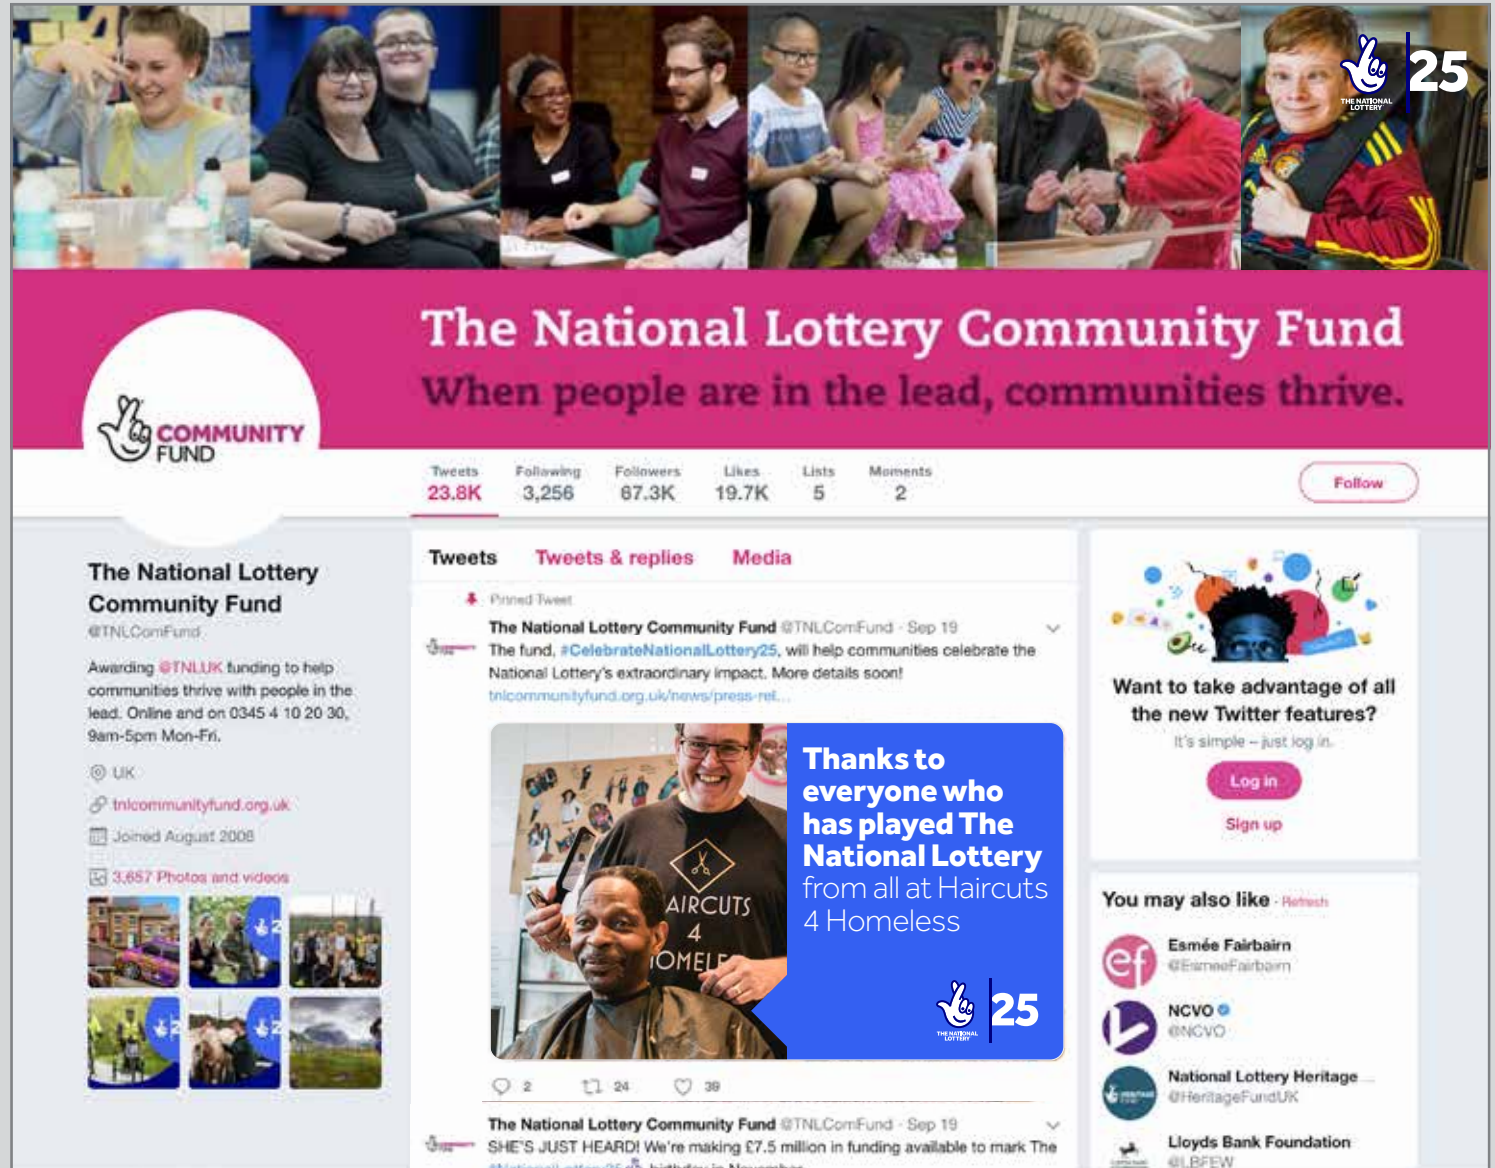 THE NATIONAL
LOTTERY
25
The National Lottery Community Fund
When people are in the lead, communities thrive.
COMMUNITY
FUND
Tweets Following Followers Likes Lists Moments
23.8K 3,256 67.3K 19.7K 5 2
Follow
The National Lottery
Community Fund
@TNLComFund
Awarding @TNLUK funding to help
communities thrive with people in the
lead. Online and on 0345 4 10 20 30,
9am-5pm Mon-Fri.
UK
tnlcommunityfund.org.uk
Joined August 2008
3,657 Photos and videos
Tweets Tweets & replies Media
Pinned Tweet
The National Lottery Community Fund @TNLComFund · Sep 19
The fund, #CelebrateNationalLottery25, will help communities celebrate the
National Lottery's extraordinary impact. More details soon!
tnlcommunityfund.org.uk/news/press-rel...
AIRCUTS
4
HOMELE
Thanks to
everyone who
has played The
National Lottery
from all at Haircuts
4 Homeless
THE NATIONAL
LOTTERY
25
2 24 39
The National Lottery Community Fund @TNLComFund · Sep 19
SHE'S JUST HEARD! We're making £7.5 million in funding available to mark The
#NationalLottery25 birthday in November
Want to take advantage of all
the new Twitter features?
It's simple – just log in.
Log in
Sign up
You may also like · Refresh
Esmée Fairbairn
@EsmeeFairbairn
NCVO
@NCVO
National Lottery Heritage ...
@HeritageFundUK
Lloyds Bank Foundation
@LBFEW